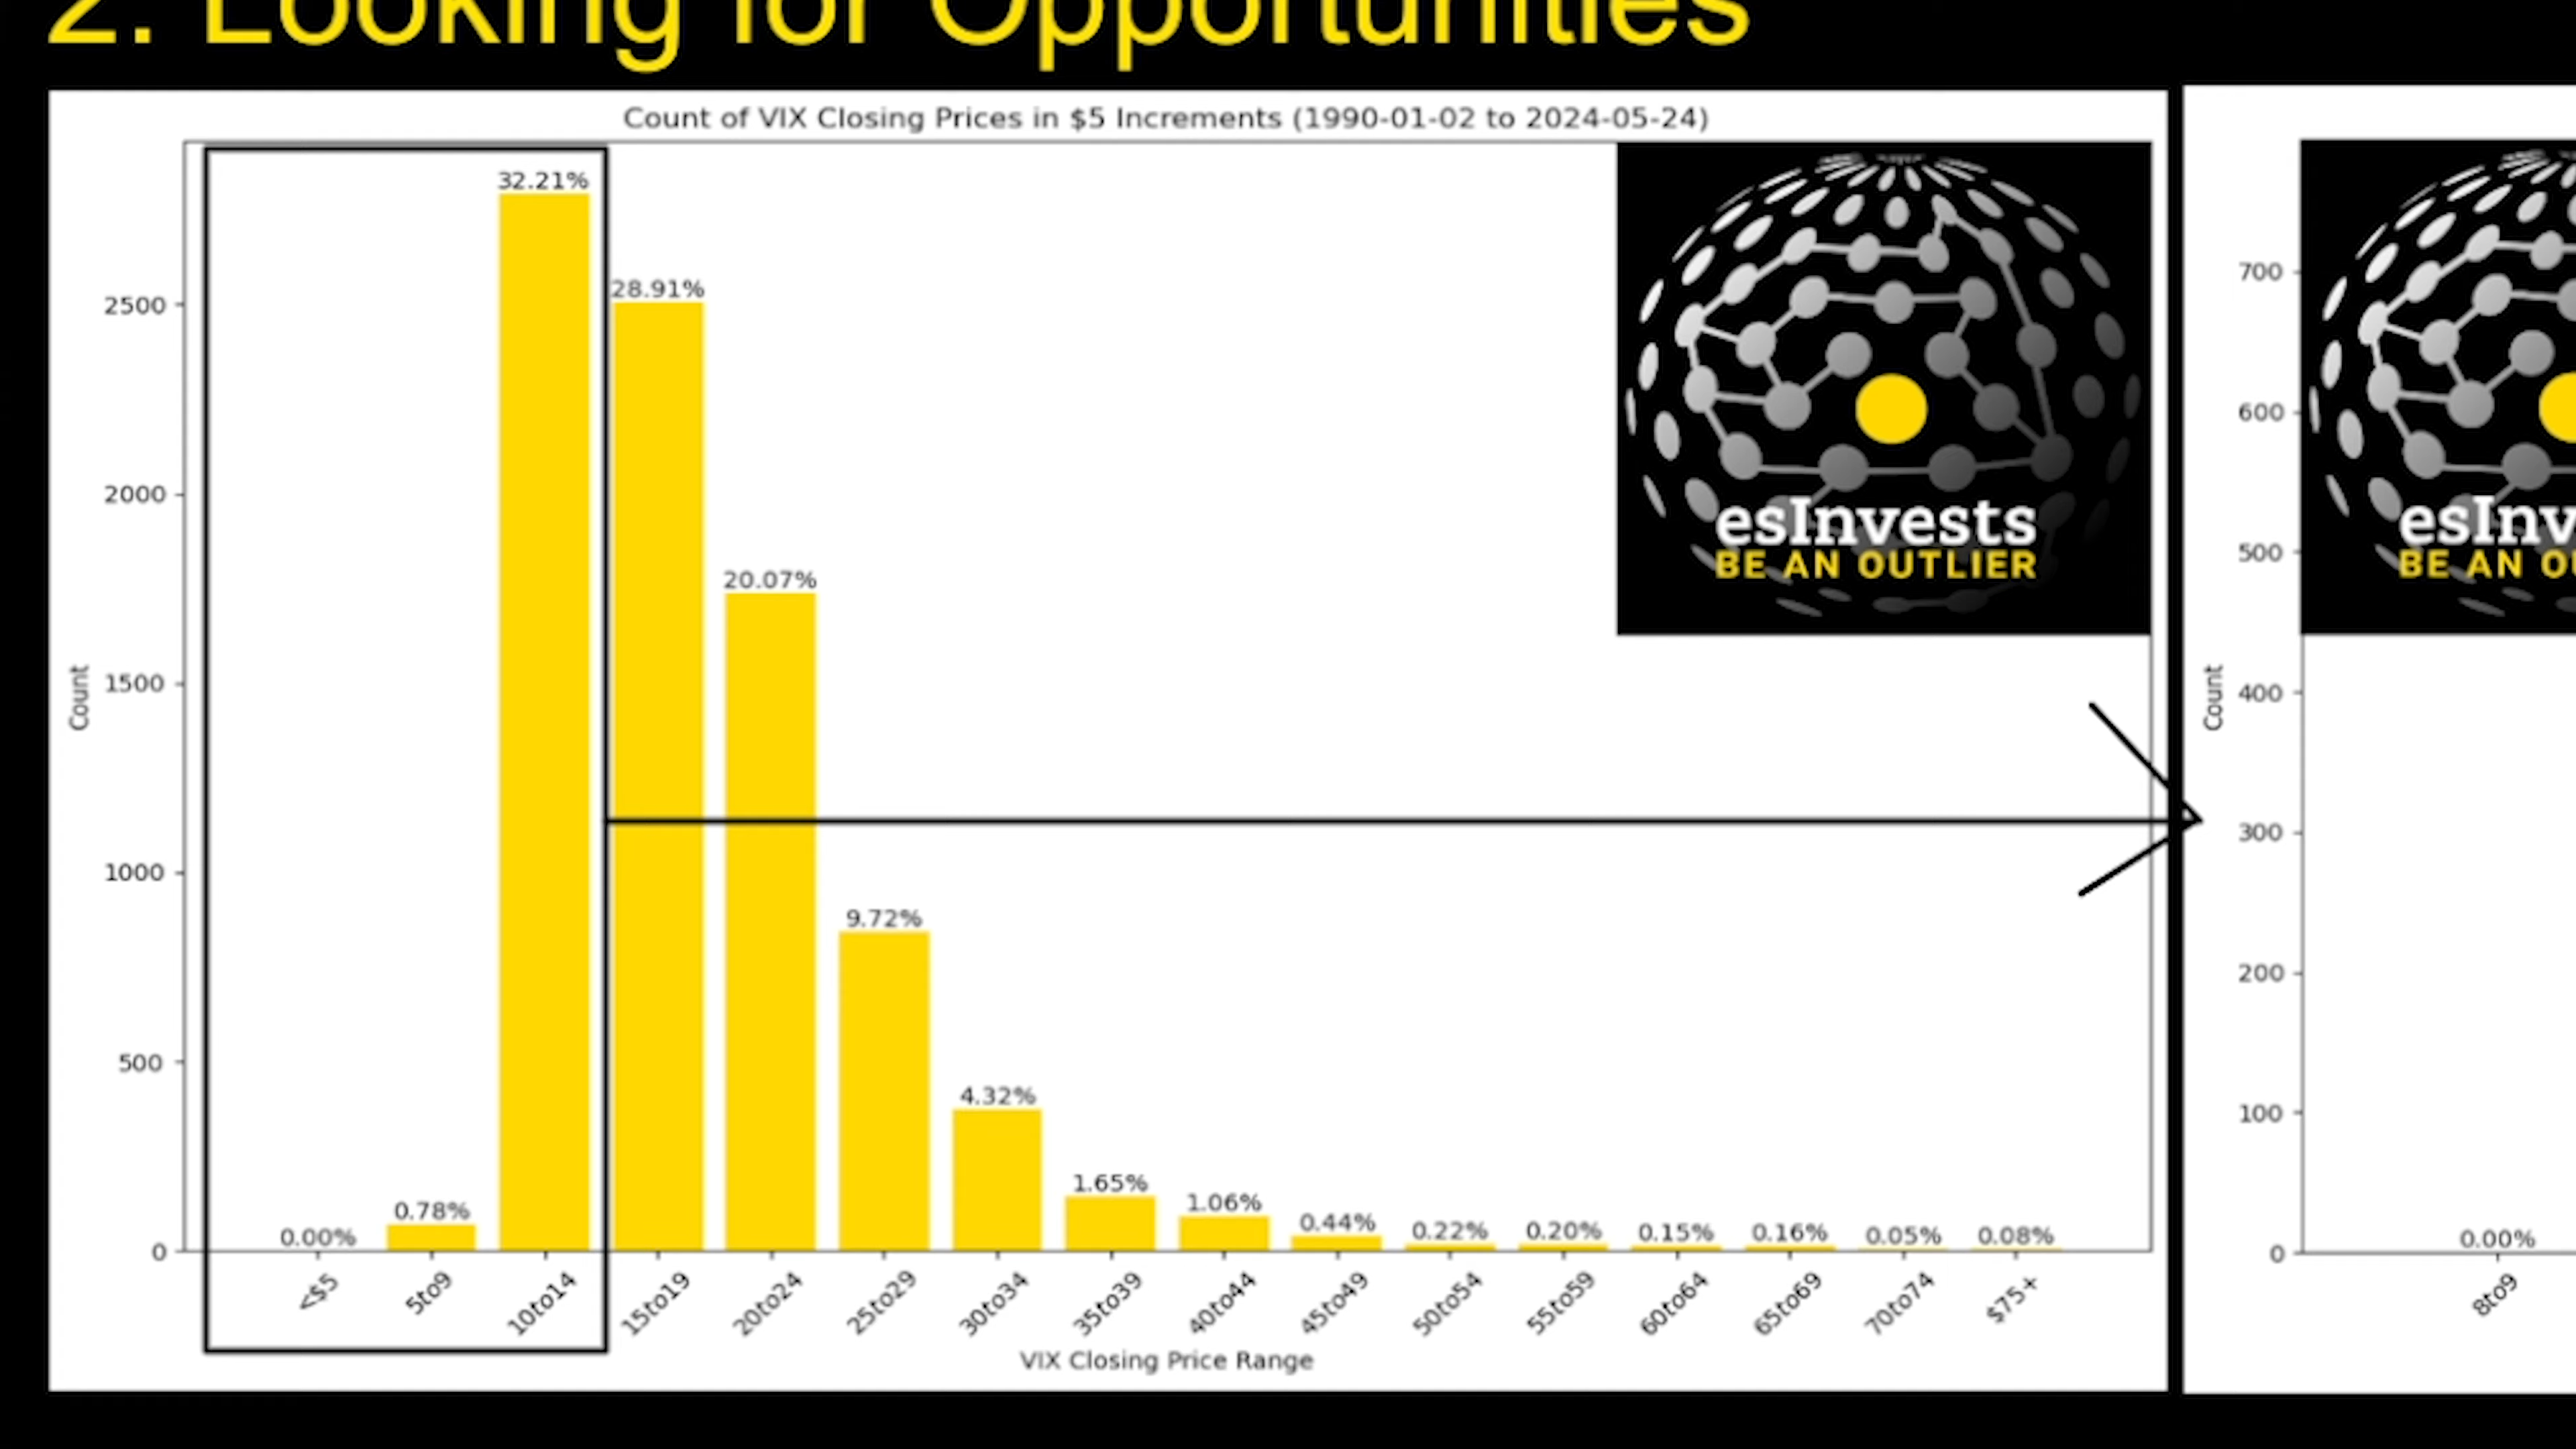 2. Looking for Opportunities
Count of VIX Closing Prices in $5 Increments (1990-01-02 to 2024-05-24)
32.21%
28.91%
20.07%
9.72%
4.32%
1.65%
1.06%
0.44%
0.22%
0.20%
0.15%
0.16%
0.05%
0.08%
0.78%
0.00%
2500
2000
1500
1000
500
0
Count
<$5
5to9
10to14
15to19
20to24
25to29
30to34
35to39
40to44
45to49
50to54
55to59
60to64
65to69
70to74
$75+
VIX Closing Price Range
esInvests
BE AN OUTLIER
700
600
500
400
300
200
100
0
Count
esInv
BE AN OU
0.00%
8to9